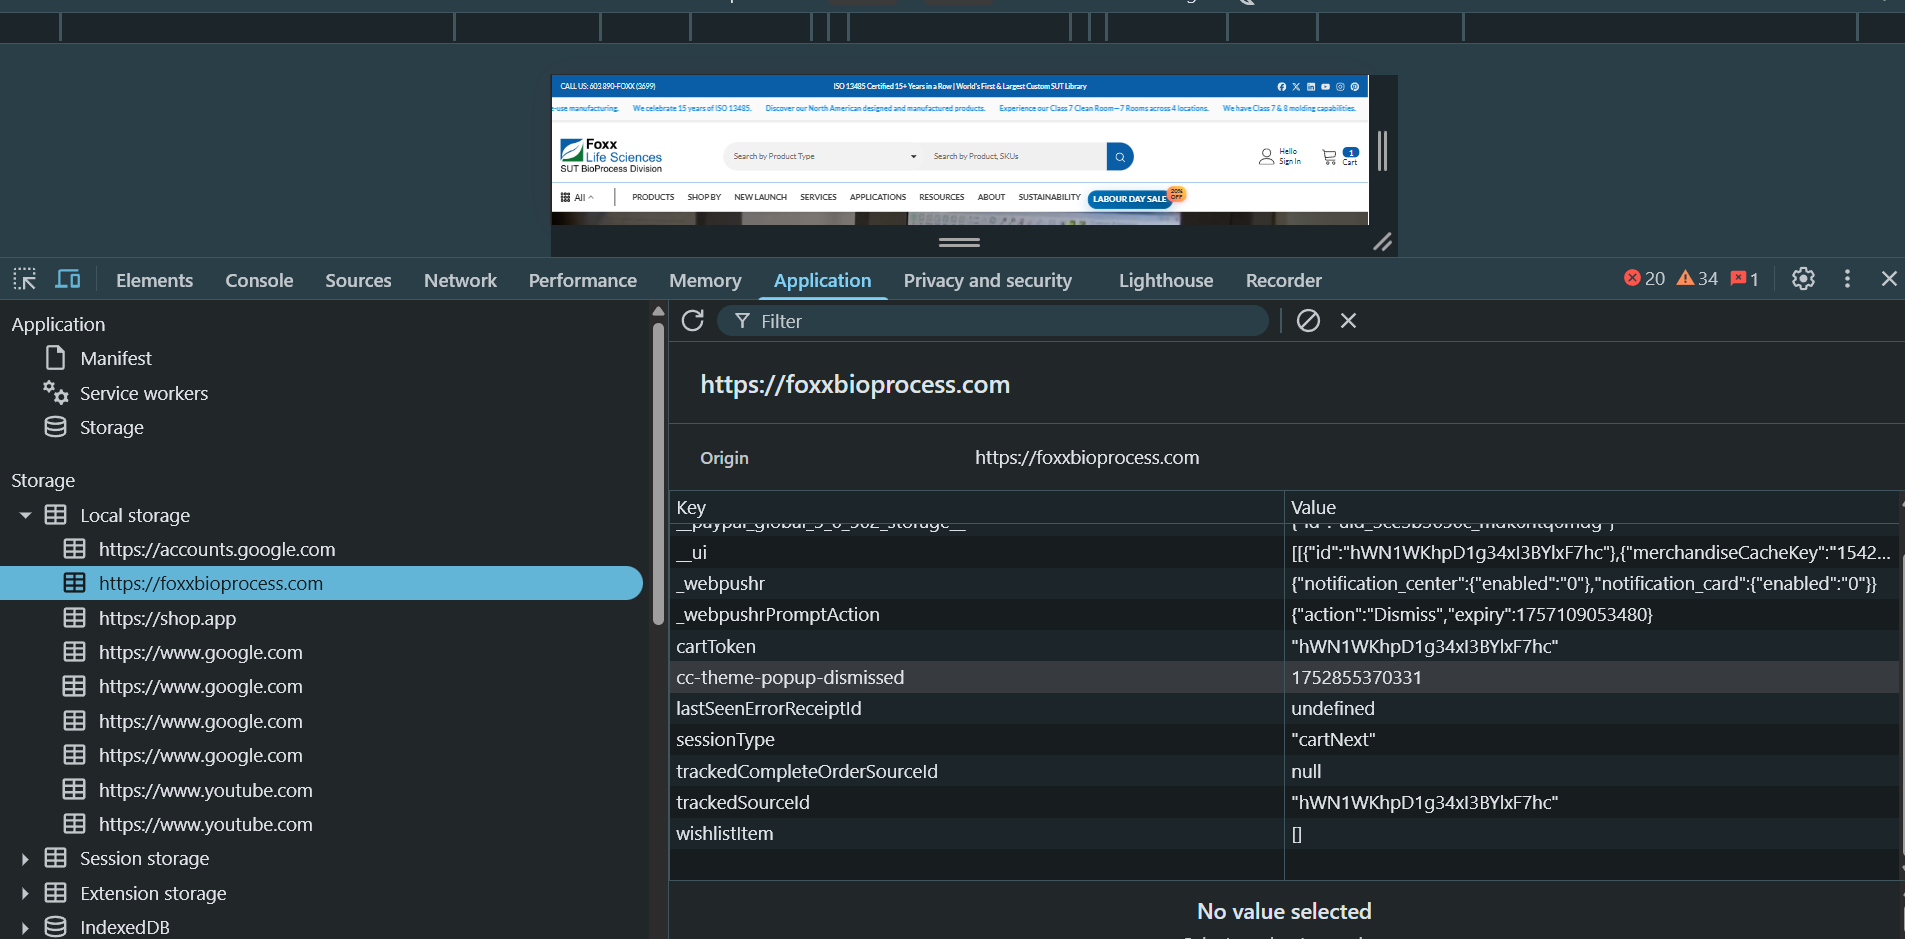 CALL US: 603 890-FOXX (3699)
ISO 13485 Certified 15+ Years in a Row | World's First & Largest Custom SUT Library
-use manufacturing. We celebrate 15 years of ISO 13485. Discover our North American designed and manufactured products. Experience our Class 7 Clean Room—7 Rooms across 4 locations. We have Class 7 & 8 molding capabilities.
Foxx
Life Sciences
SUT BioProcess Division
Search by Product Type
Search by Product, SKUs
Hello
Sign In
1
Cart
All
PRODUCTS SHOP BY NEW LAUNCH SERVICES APPLICATIONS RESOURCES ABOUT SUSTAINABILITY LABOUR DAY SALE
20%
OFF
Elements Console Sources Network Performance Memory Application Privacy and security Lighthouse Recorder 20 34 1
Application
Manifest
Service workers
Storage
Storage
Local storage
https://accounts.google.com
https://foxxbioprocess.com
https://shop.app
https://www.google.com
https://www.google.com
https://www.google.com
https://www.google.com
https://www.youtube.com
https://www.youtube.com
Session storage
Extension storage
IndexedDB
Filter
https://foxxbioprocess.com
Origin https://foxxbioprocess.com
Key Value
__ui [[{"id":"hWN1WKhpD1g34xI3BYlxF7hc"},{"merchandiseCacheKey":"1542...
_webpushr {"notification_center":{"enabled":"0"},"notification_card":{"enabled":"0"}}
_webpushrPromptAction {"action":"Dismiss","expiry":1757109053480}
cartToken "hWN1WKhpD1g34xI3BYlxF7hc"
cc-theme-popup-dismissed 1752855370331
lastSeenErrorReceiptId undefined
sessionType "cartNext"
trackedCompleteOrderSourceId null
trackedSourceId "hWN1WKhpD1g34xI3BYlxF7hc"
wishlistItem []
No value selected